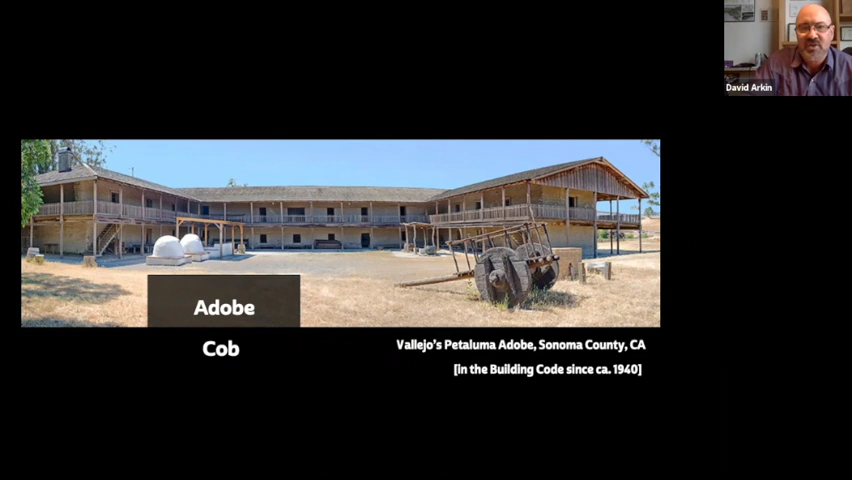 David Arkin
Adobe
Cob
Vallejo's Petaluma Adobe, Sonoma County, CA
[in the Building Code since ca. 1940]